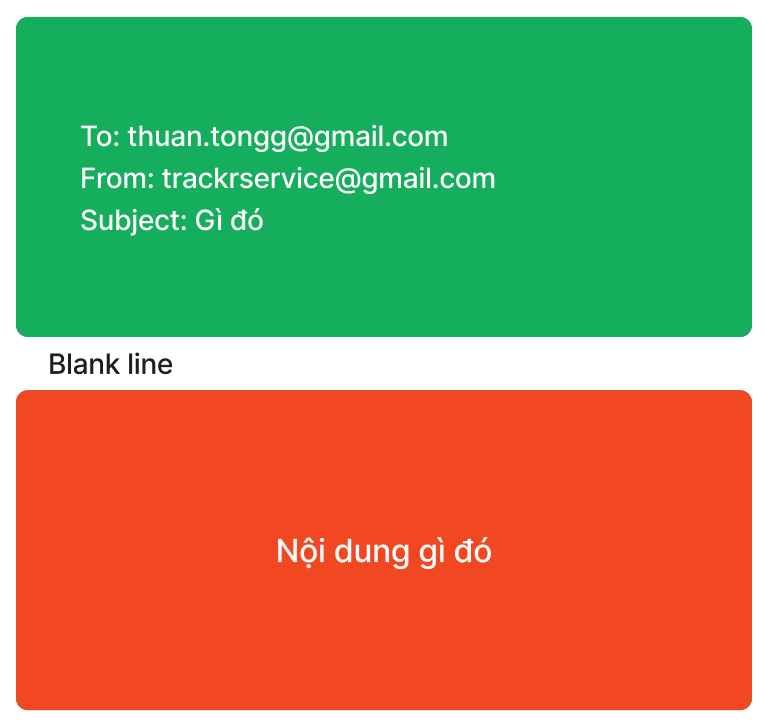 To: thuan.tongg@gmail.com
From: trackrservice@gmail.com
Subject: Gì đó
Blank line
Nội dung gì đó